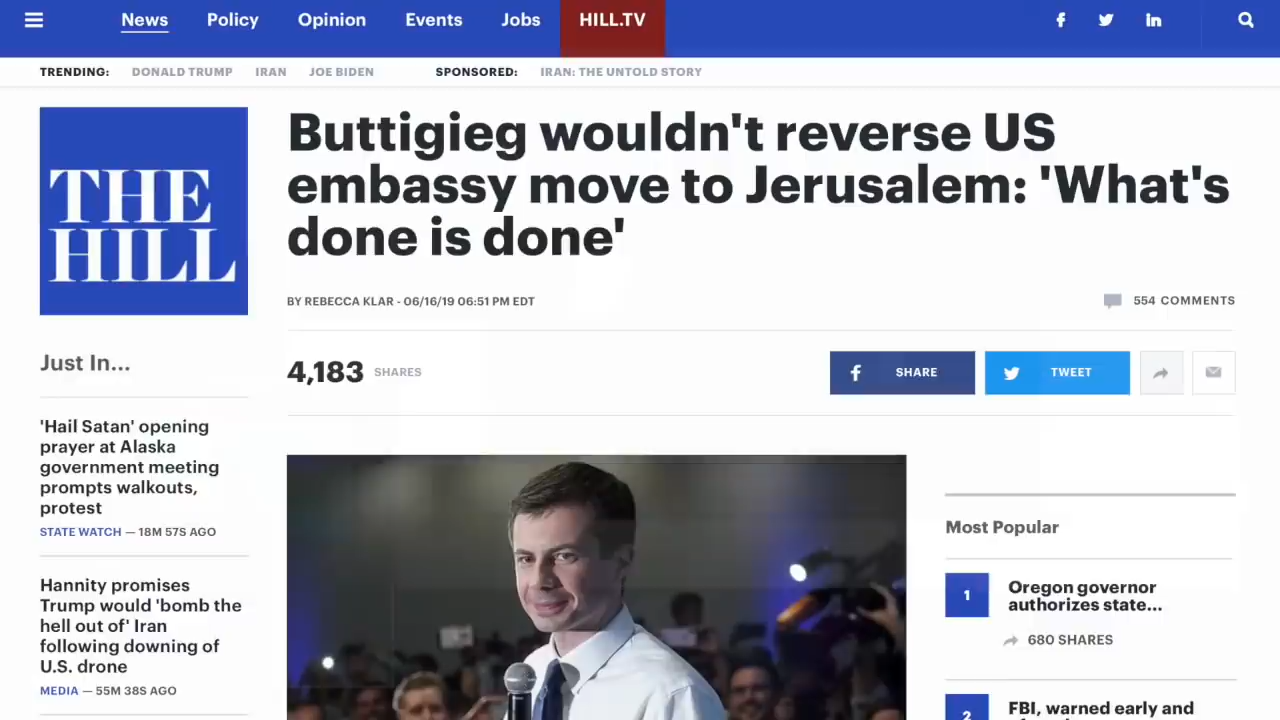 News Policy Opinion Events Jobs HILL.TV
TRENDING: DONALD TRUMP IRAN JOE BIDEN SPONSORED: IRAN: THE UNTOLD STORY
THE
HILL
Buttigieg wouldn't reverse US
embassy move to Jerusalem: 'What's
done is done'
BY REBECCA KLAR - 06/16/19 06:51 PM EDT
554 COMMENTS
4,183 SHARES
SHARE
TWEET
Just In...
'Hail Satan' opening
prayer at Alaska
government meeting
prompts walkouts,
protest
STATE WATCH — 18M 57S AGO
Hannity promises
Trump would 'bomb the
hell out of' Iran
following downing of
U.S. drone
MEDIA — 55M 38S AGO
Most Popular
1
Oregon governor
authorizes state...
680 SHARES
2
FBI, warned early and